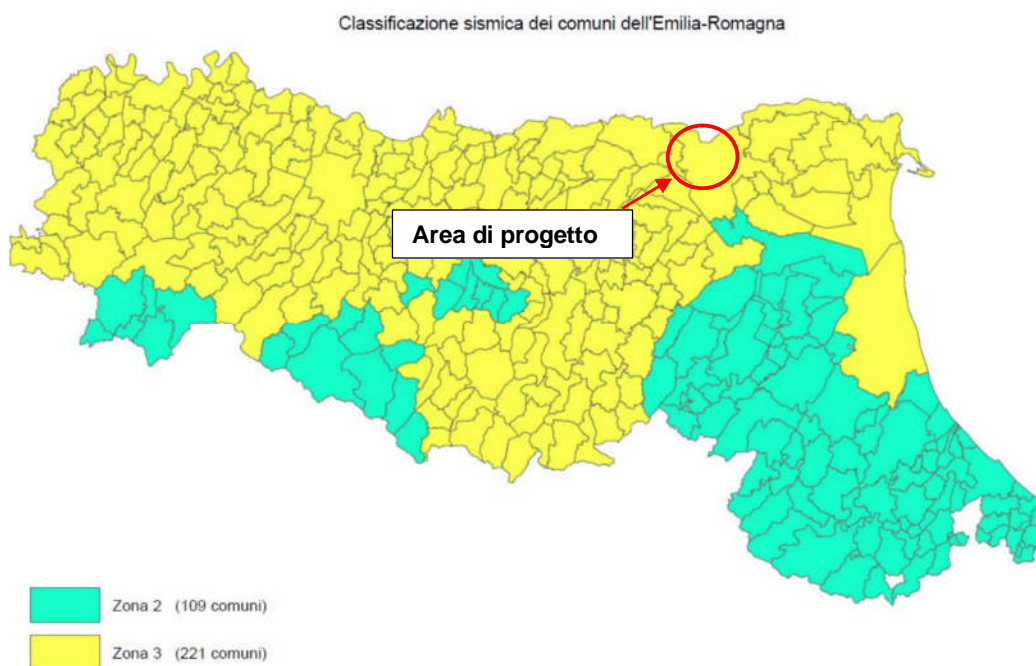 Classificazione sismica dei comuni dell'Emilia-Romagna
Area di progetto
Zona 2 (109 comuni)
Zona 3 (221 comuni)